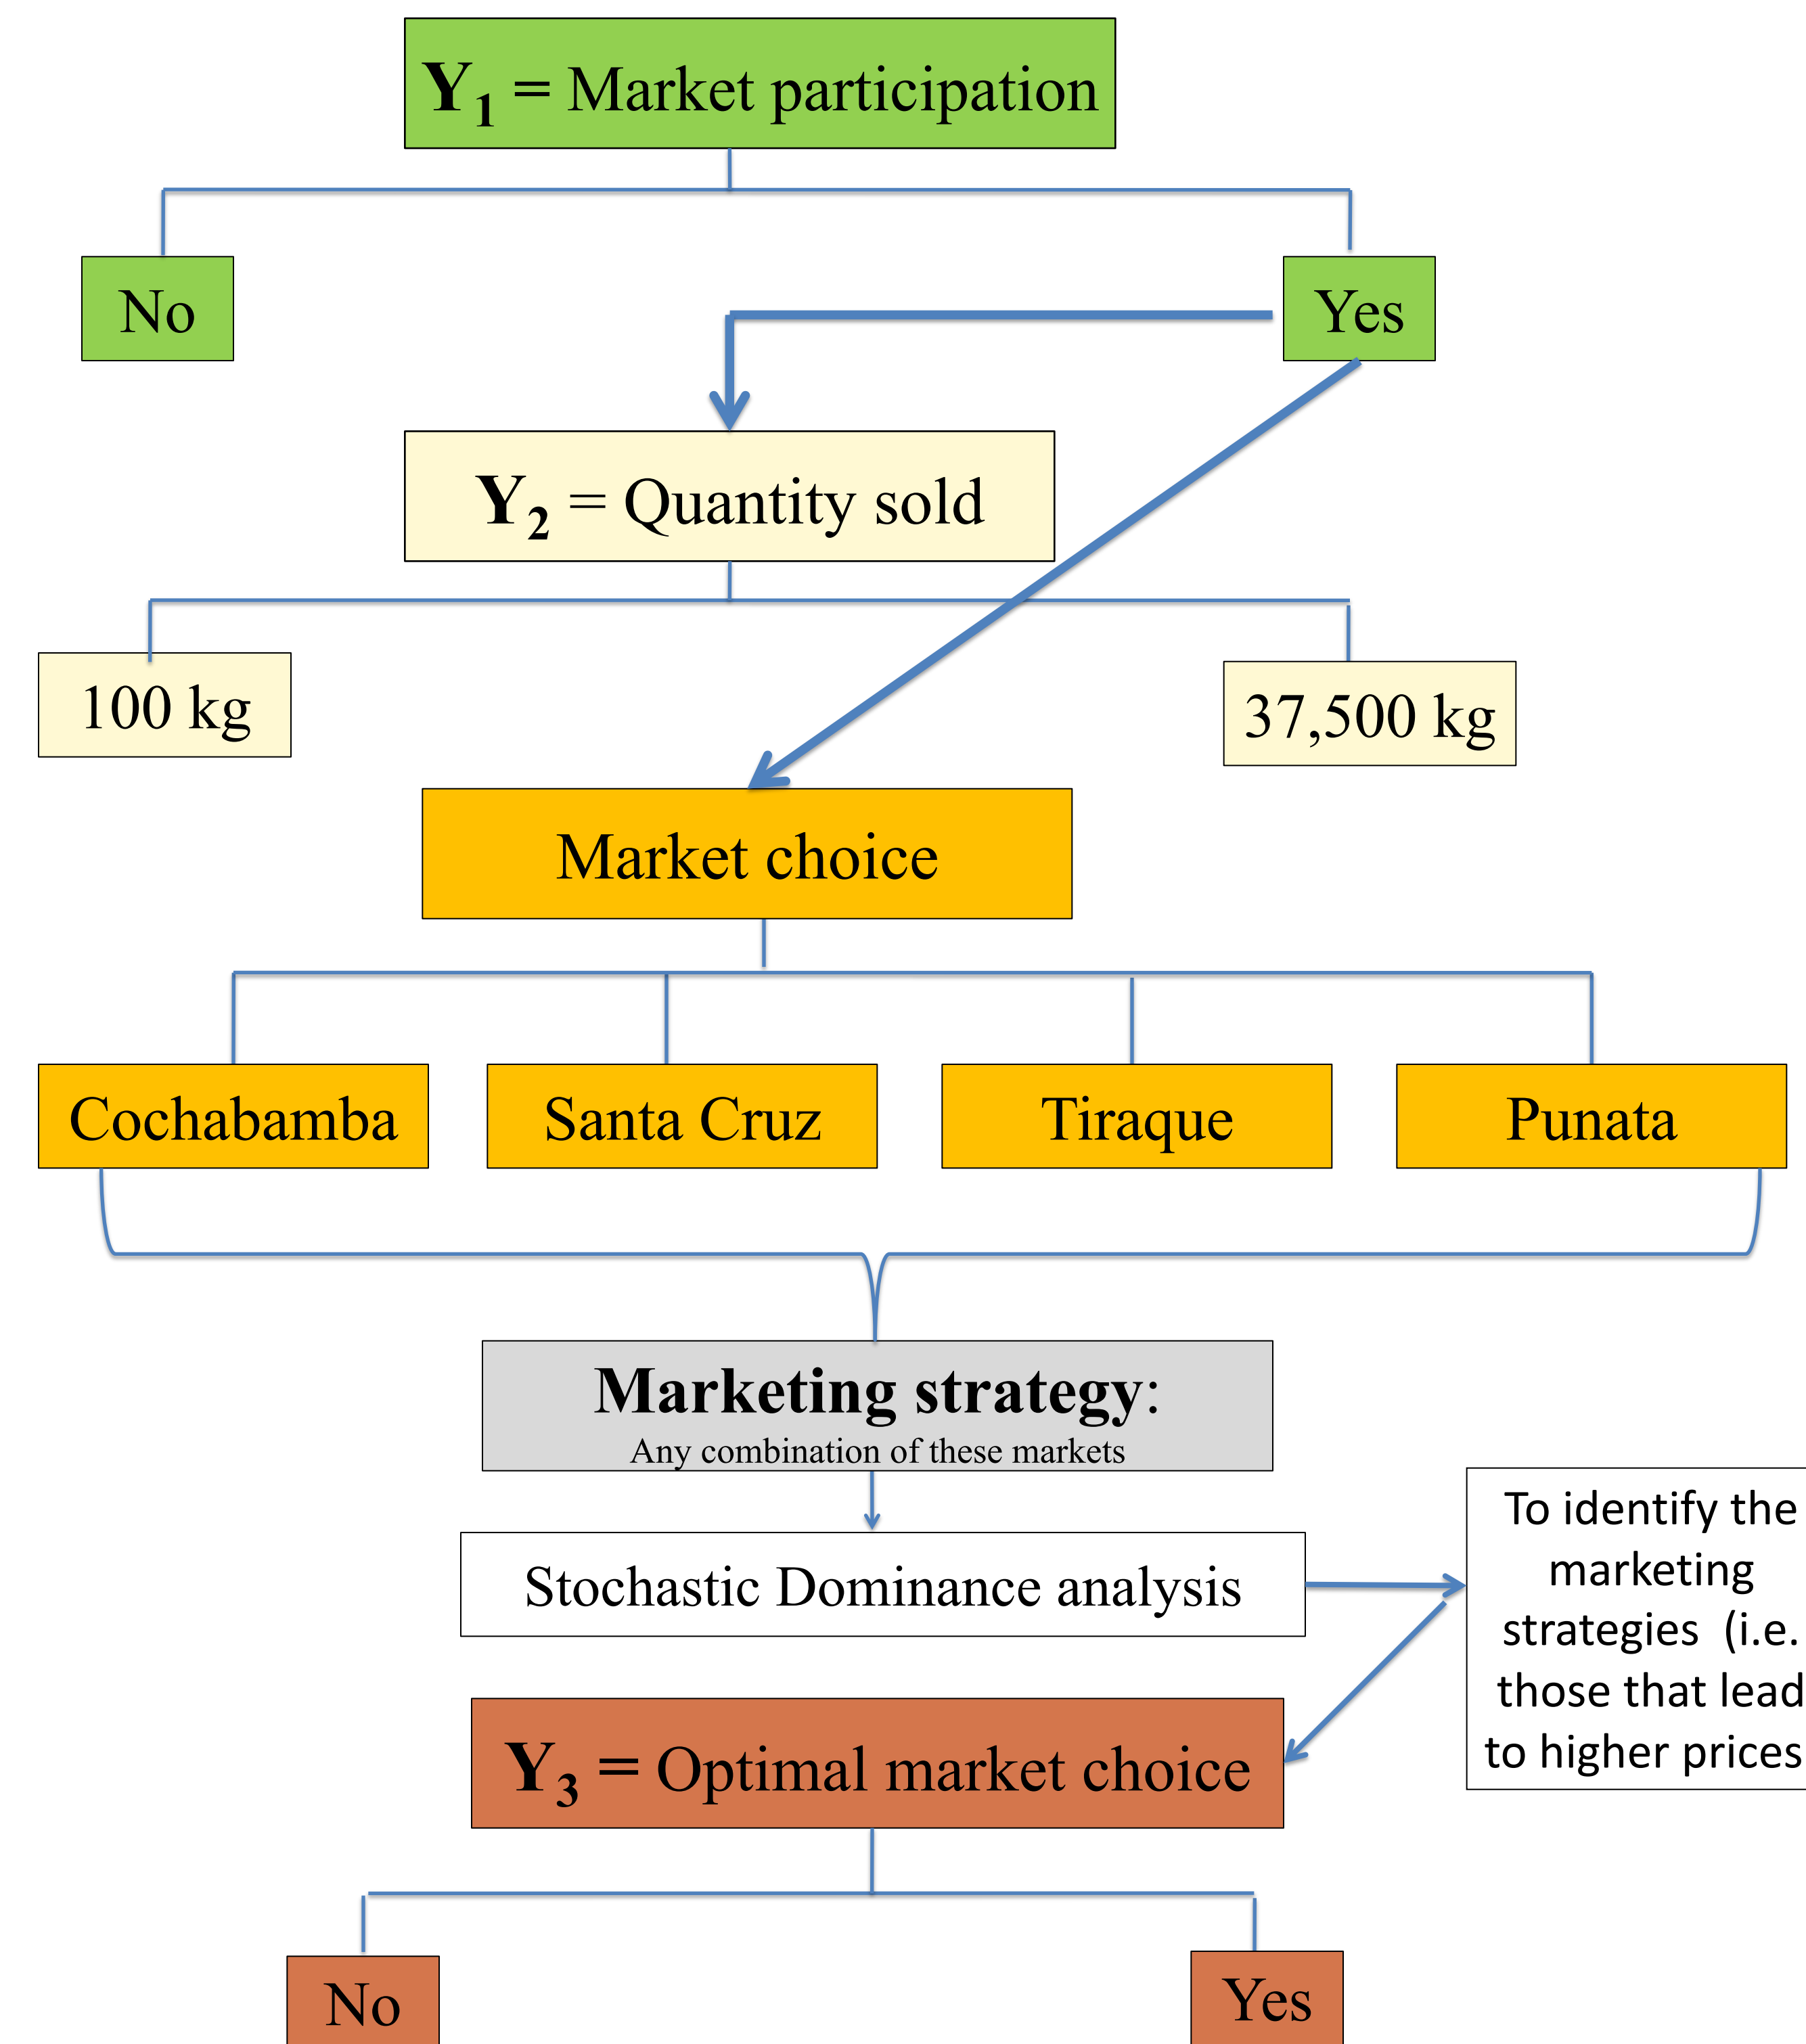 Y₁ = Market participation
No
Yes
Y₂ = Quantity sold
100 kg
37,500 kg
Market choice
Cochabamba
Santa Cruz
Tiraque
Punata
Marketing strategy:
Any combination of these markets
Stochastic Dominance analysis
To identify the
marketing
strategies (i.e.
those that lead
to higher prices
Y₃ = Optimal market choice
No
Yes